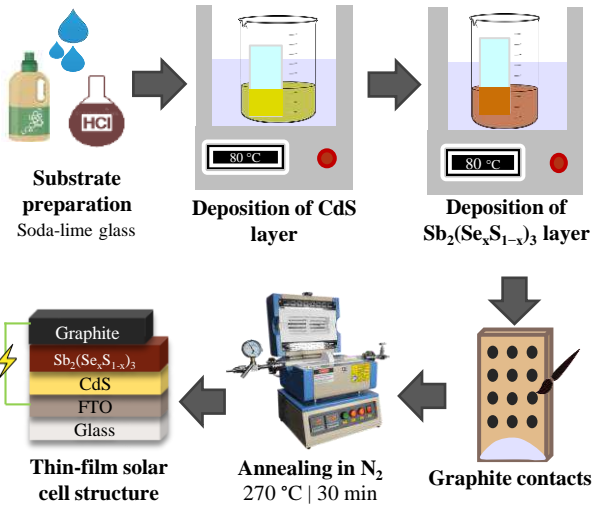 HCl
80 °C
80 °C
Substrate
preparation
Soda-lime glass
Deposition of CdS
layer
Deposition of
Sb₂(SeₓS₁₋ₓ)₃ layer
Graphite
Sb₂(SeₓS₁₋ₓ)₃
CdS
FTO
Glass
Thin-film solar
cell structure
Annealing in N₂
270 °C | 30 min
Graphite contacts